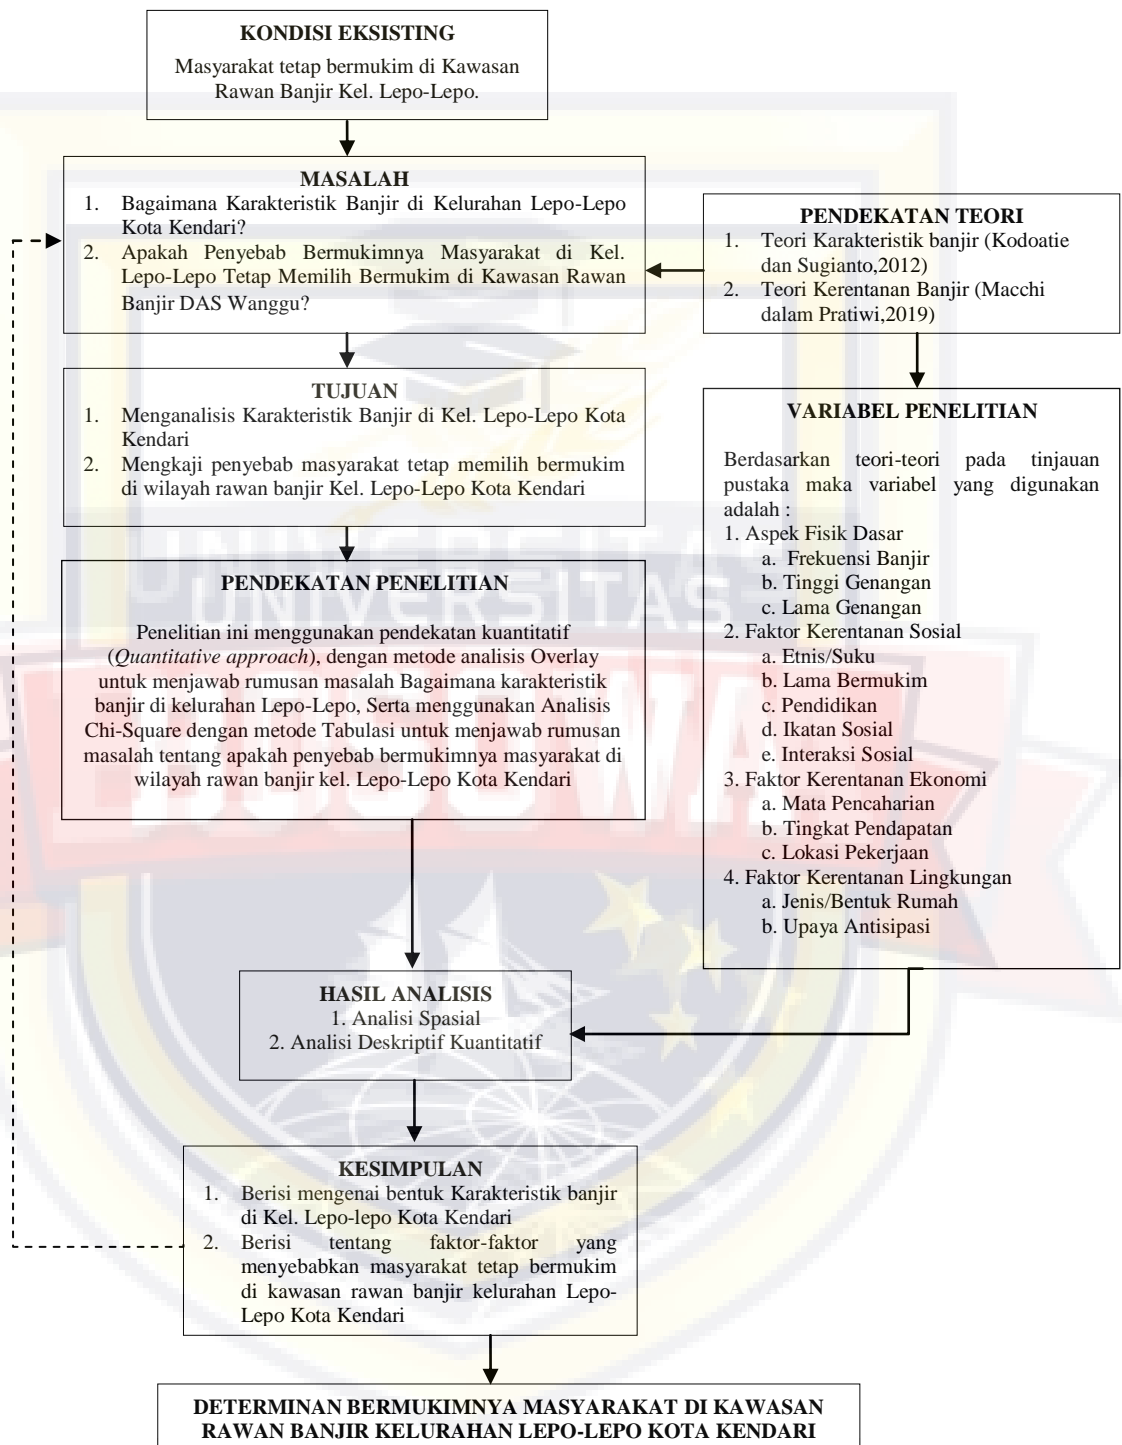 KONDISI EKSISTING
Masyarakat tetap bermukim di Kawasan
Rawan Banjir Kel. Lepo-Lepo.
MASALAH
1. Bagaimana Karakteristik Banjir di Kelurahan Lepo-Lepo
Kota Kendari?
2. Apakah Penyebab Bermukimnya Masyarakat di Kel.
Lepo-Lepo Tetap Memilih Bermukim di Kawasan Rawan
Banjir DAS Wanggu?
PENDEKATAN TEORI
1. Teori Karakteristik banjir (Kodoatie
dan Sugianto,2012)
2. Teori Kerentanan Banjir (Macchi
dalam Pratiwi,2019)
TUJUAN
1. Menganalisis Karakteristik Banjir di Kel. Lepo-Lepo Kota
Kendari
2. Mengkaji penyebab masyarakat tetap memilih bermukim
di wilayah rawan banjir Kel. Lepo-Lepo Kota Kendari
VARIABEL PENELITIAN
Berdasarkan teori-teori pada tinjauan
pustaka maka variabel yang digunakan
adalah :
1. Aspek Fisik Dasar
a. Frekuensi Banjir
b. Tinggi Genangan
c. Lama Genangan
2. Faktor Kerentanan Sosial
a. Etnis/Suku
b. Lama Bermukim
c. Pendidikan
d. Ikatan Sosial
e. Interaksi Sosial
3. Faktor Kerentanan Ekonomi
a. Mata Pencaharian
b. Tingkat Pendapatan
c. Lokasi Pekerjaan
4. Faktor Kerentanan Lingkungan
a. Jenis/Bentuk Rumah
b. Upaya Antisipasi
PENDEKATAN PENELITIAN
Penelitian ini menggunakan pendekatan kuantitatif
(Quantitative approach), dengan metode analisis Overlay
untuk menjawab rumusan masalah Bagaimana karakteristik
banjir di kelurahan Lepo-Lepo, Serta menggunakan Analisis
Chi-Square dengan metode Tabulasi untuk menjawab rumusan
masalah tentang apakah penyebab bermukimnya masyarakat di
wilayah rawan banjir kel. Lepo-Lepo Kota Kendari
HASIL ANALISIS
1. Analisi Spasial
2. Analisi Deskriptif Kuantitatif
KESIMPULAN
1. Berisi mengenai bentuk Karakteristik banjir
di Kel. Lepo-lepo Kota Kendari
2. Berisi tentang faktor-faktor yang
menyebabkan masyarakat tetap bermukim
di kawasan rawan banjir kelurahan Lepo-
Lepo Kota Kendari
DETERMINAN BERMUKIMNYA MASYARAKAT DI KAWASAN
RAWAN BANJIR KELURAHAN LEPO-LEPO KOTA KENDARI
UNIVERSITAS
BOSOWA